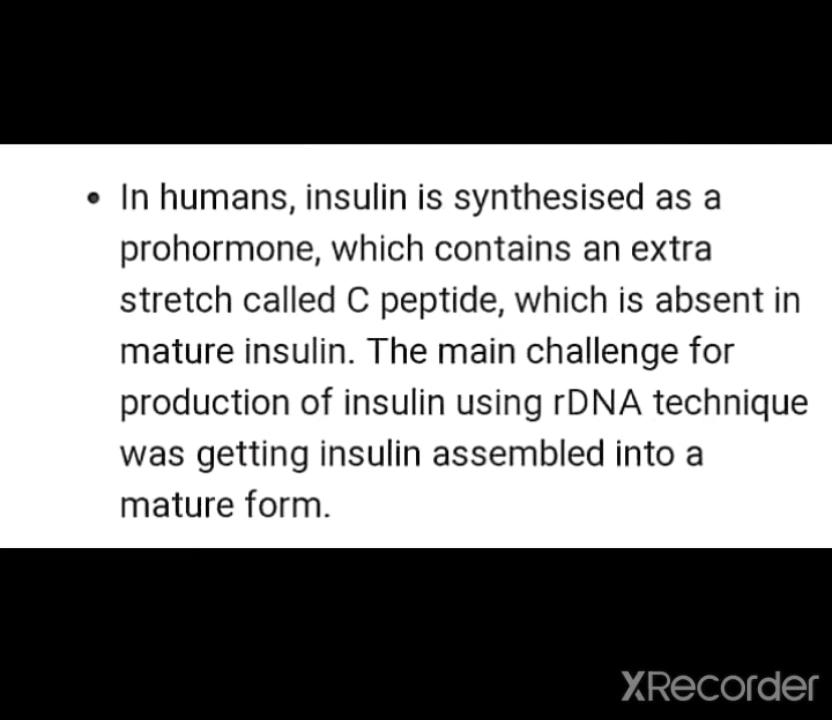 • In humans, insulin is synthesised as a
prohormone, which contains an extra
stretch called C peptide, which is absent in
mature insulin. The main challenge for
production of insulin using rDNA technique
was getting insulin assembled into a
mature form.
XRecorder